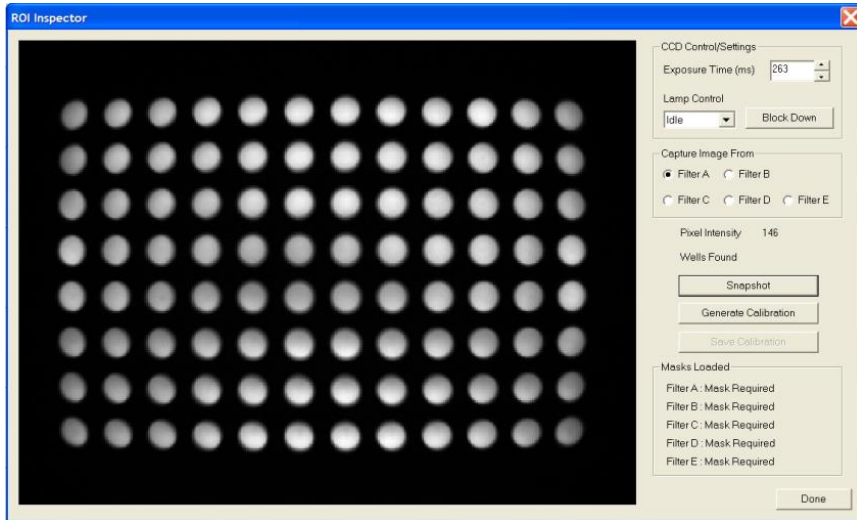 ROI Inspector
CCD Control/Settings
Exposure Time (ms) 263
Lamp Control
Idle Block Down
Capture Image From
Filter A Filter B
Filter C Filter D Filter E
Pixel Intensity 146
Wells Found
Snapshot
Generate Calibration
Save Calibration
Masks Loaded
Filter A : Mask Required
Filter B : Mask Required
Filter C : Mask Required
Filter D : Mask Required
Filter E : Mask Required
Done